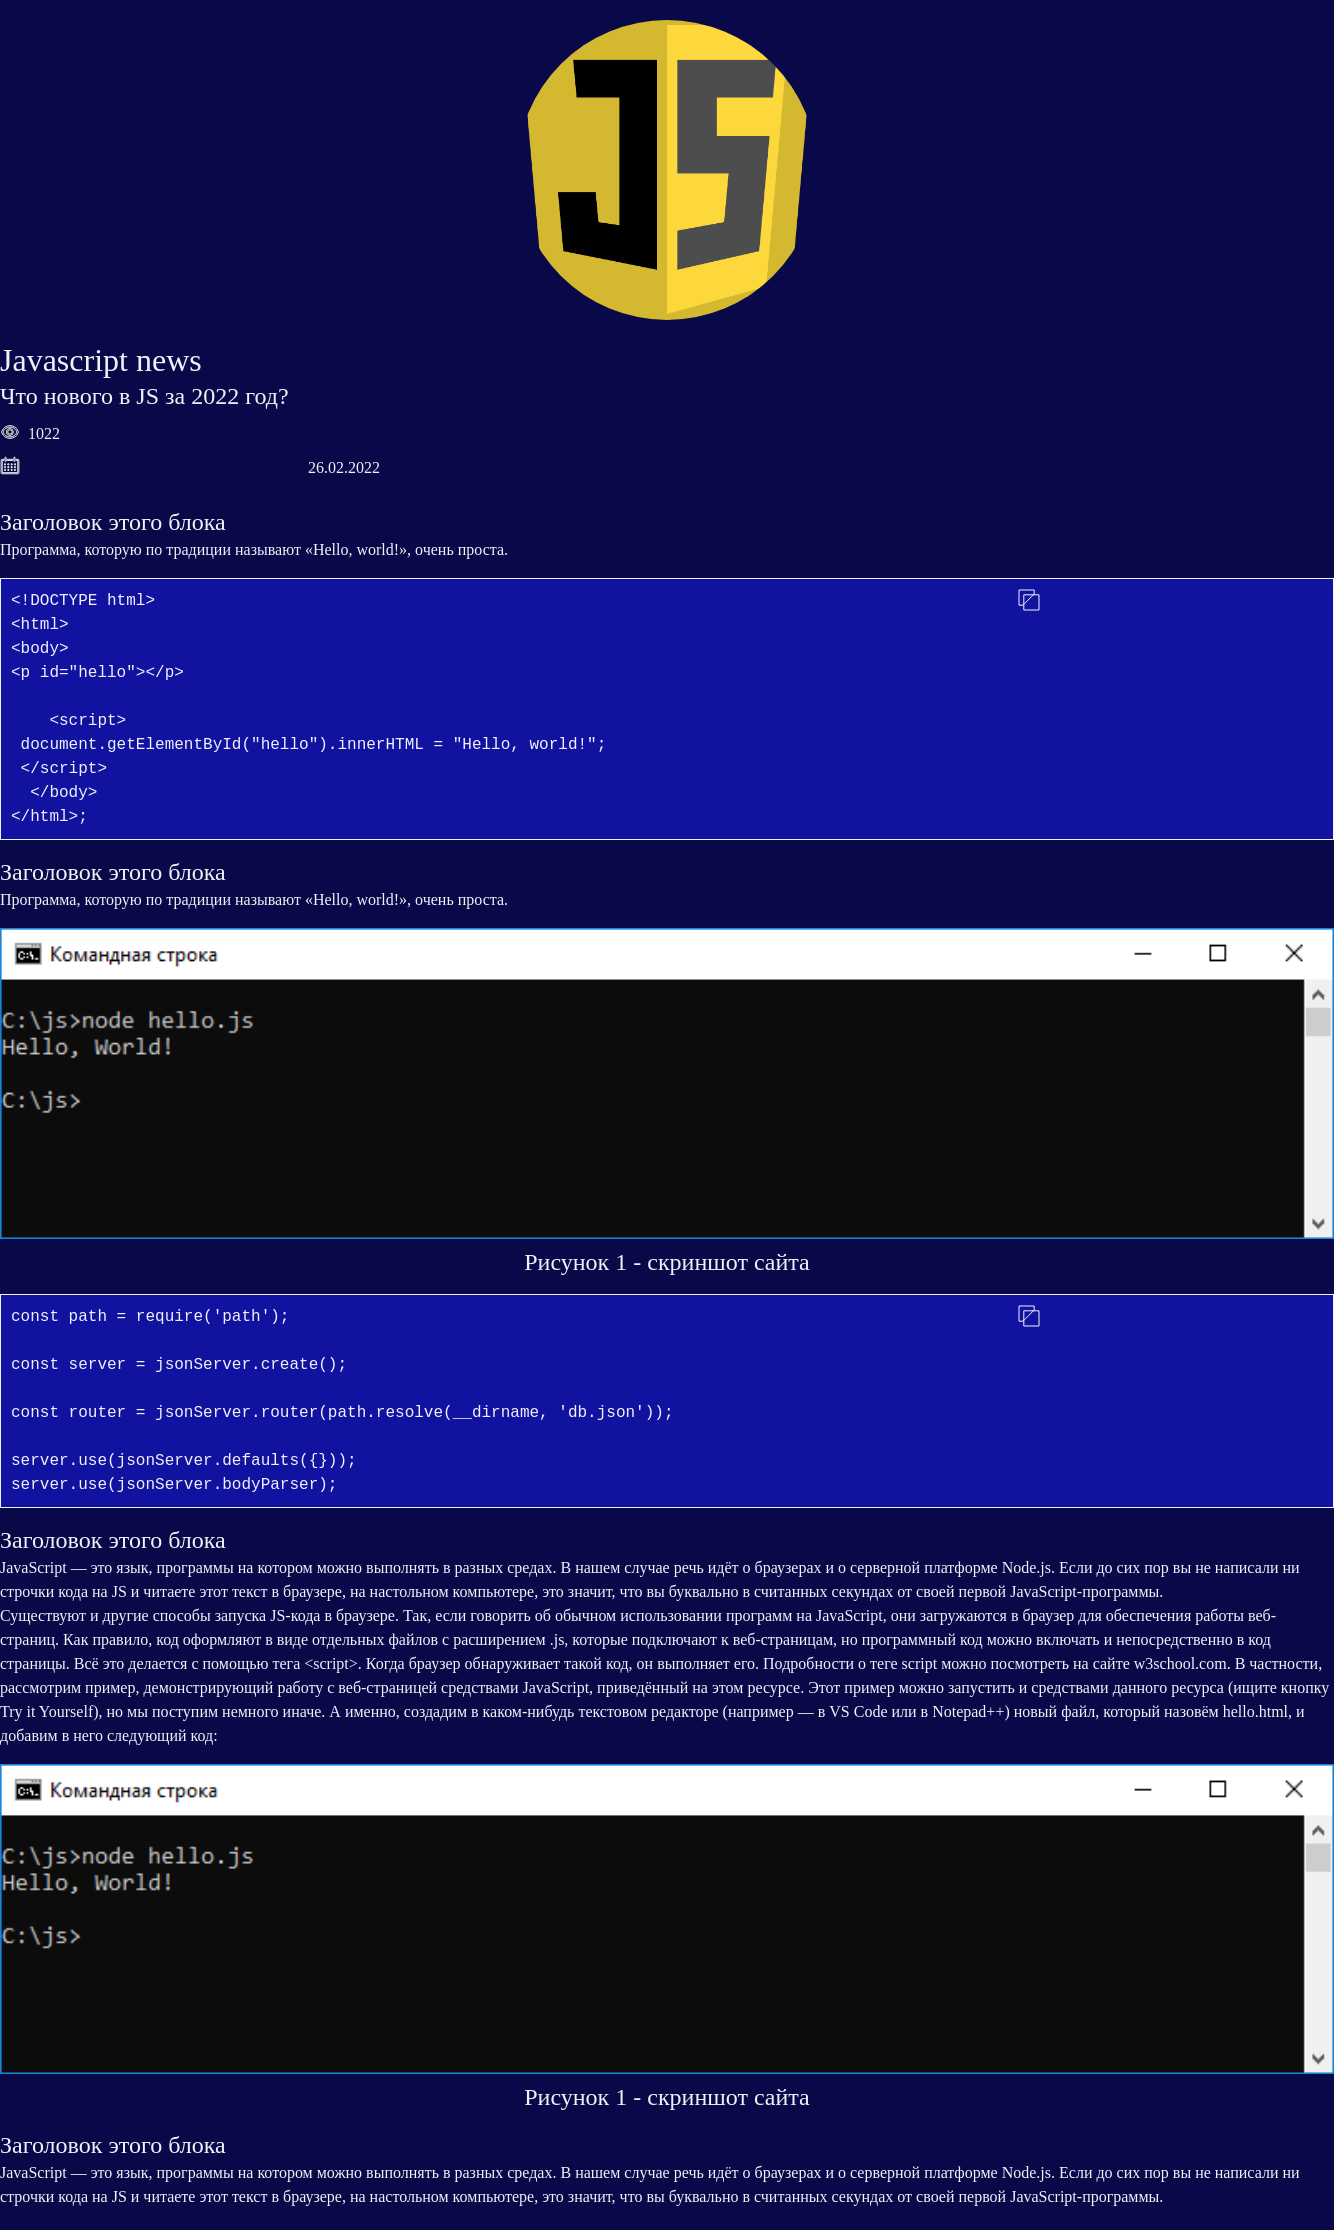 JS
Javascript news
Что нового в JS за 2022 год?
1022
26.02.2022
Заголовок этого блока
Программа, которую по традиции называют «Hello, world!», очень проста.
<!DOCTYPE html>
<html>
<body>
<p id="hello"></p>
<script>
document.getElementById("hello").innerHTML = "Hello, world!";
</script>
</body>
</html>;
Заголовок этого блока
Программа, которую по традиции называют «Hello, world!», очень проста.
Командная строка
C:\js>node hello.js
Hello, World!
C:\js>
Рисунок 1 - скриншот сайта
const path = require('path');
const server = jsonServer.create();
const router = jsonServer.router(path.resolve(__dirname, 'db.json'));
server.use(jsonServer.defaults({}));
server.use(jsonServer.bodyParser);
Заголовок этого блока
JavaScript — это язык, программы на котором можно выполнять в разных средах. В нашем случае речь идёт о браузерах и о серверной платформе Node.js. Если до сих пор вы не написали ни
строчки кода на JS и читаете этот текст в браузере, на настольном компьютере, это значит, что вы буквально в считанных секундах от своей первой JavaScript-программы.
Существуют и другие способы запуска JS-кода в браузере. Так, если говорить об обычном использовании программ на JavaScript, они загружаются в браузер для обеспечения работы веб-
страниц. Как правило, код оформляют в виде отдельных файлов с расширением .js, которые подключают к веб-страницам, но программный код можно включать и непосредственно в код
страницы. Всё это делается с помощью тега <script>. Когда браузер обнаруживает такой код, он выполняет его. Подробности о теге script можно посмотреть на сайте w3school.com. В частности,
рассмотрим пример, демонстрирующий работу с веб-страницей средствами JavaScript, приведённый на этом ресурсе. Этот пример можно запустить и средствами данного ресурса (ищите кнопку
Try it Yourself), но мы поступим немного иначе. А именно, создадим в каком-нибудь текстовом редакторе (например — в VS Code или в Notepad++) новый файл, который назовём hello.html, и
добавим в него следующий код:
Командная строка
C:\js>node hello.js
Hello, World!
C:\js>
Рисунок 1 - скриншот сайта
Заголовок этого блока
JavaScript — это язык, программы на котором можно выполнять в разных средах. В нашем случае речь идёт о браузерах и о серверной платформе Node.js. Если до сих пор вы не написали ни
строчки кода на JS и читаете этот текст в браузере, на настольном компьютере, это значит, что вы буквально в считанных секундах от своей первой JavaScript-программы.